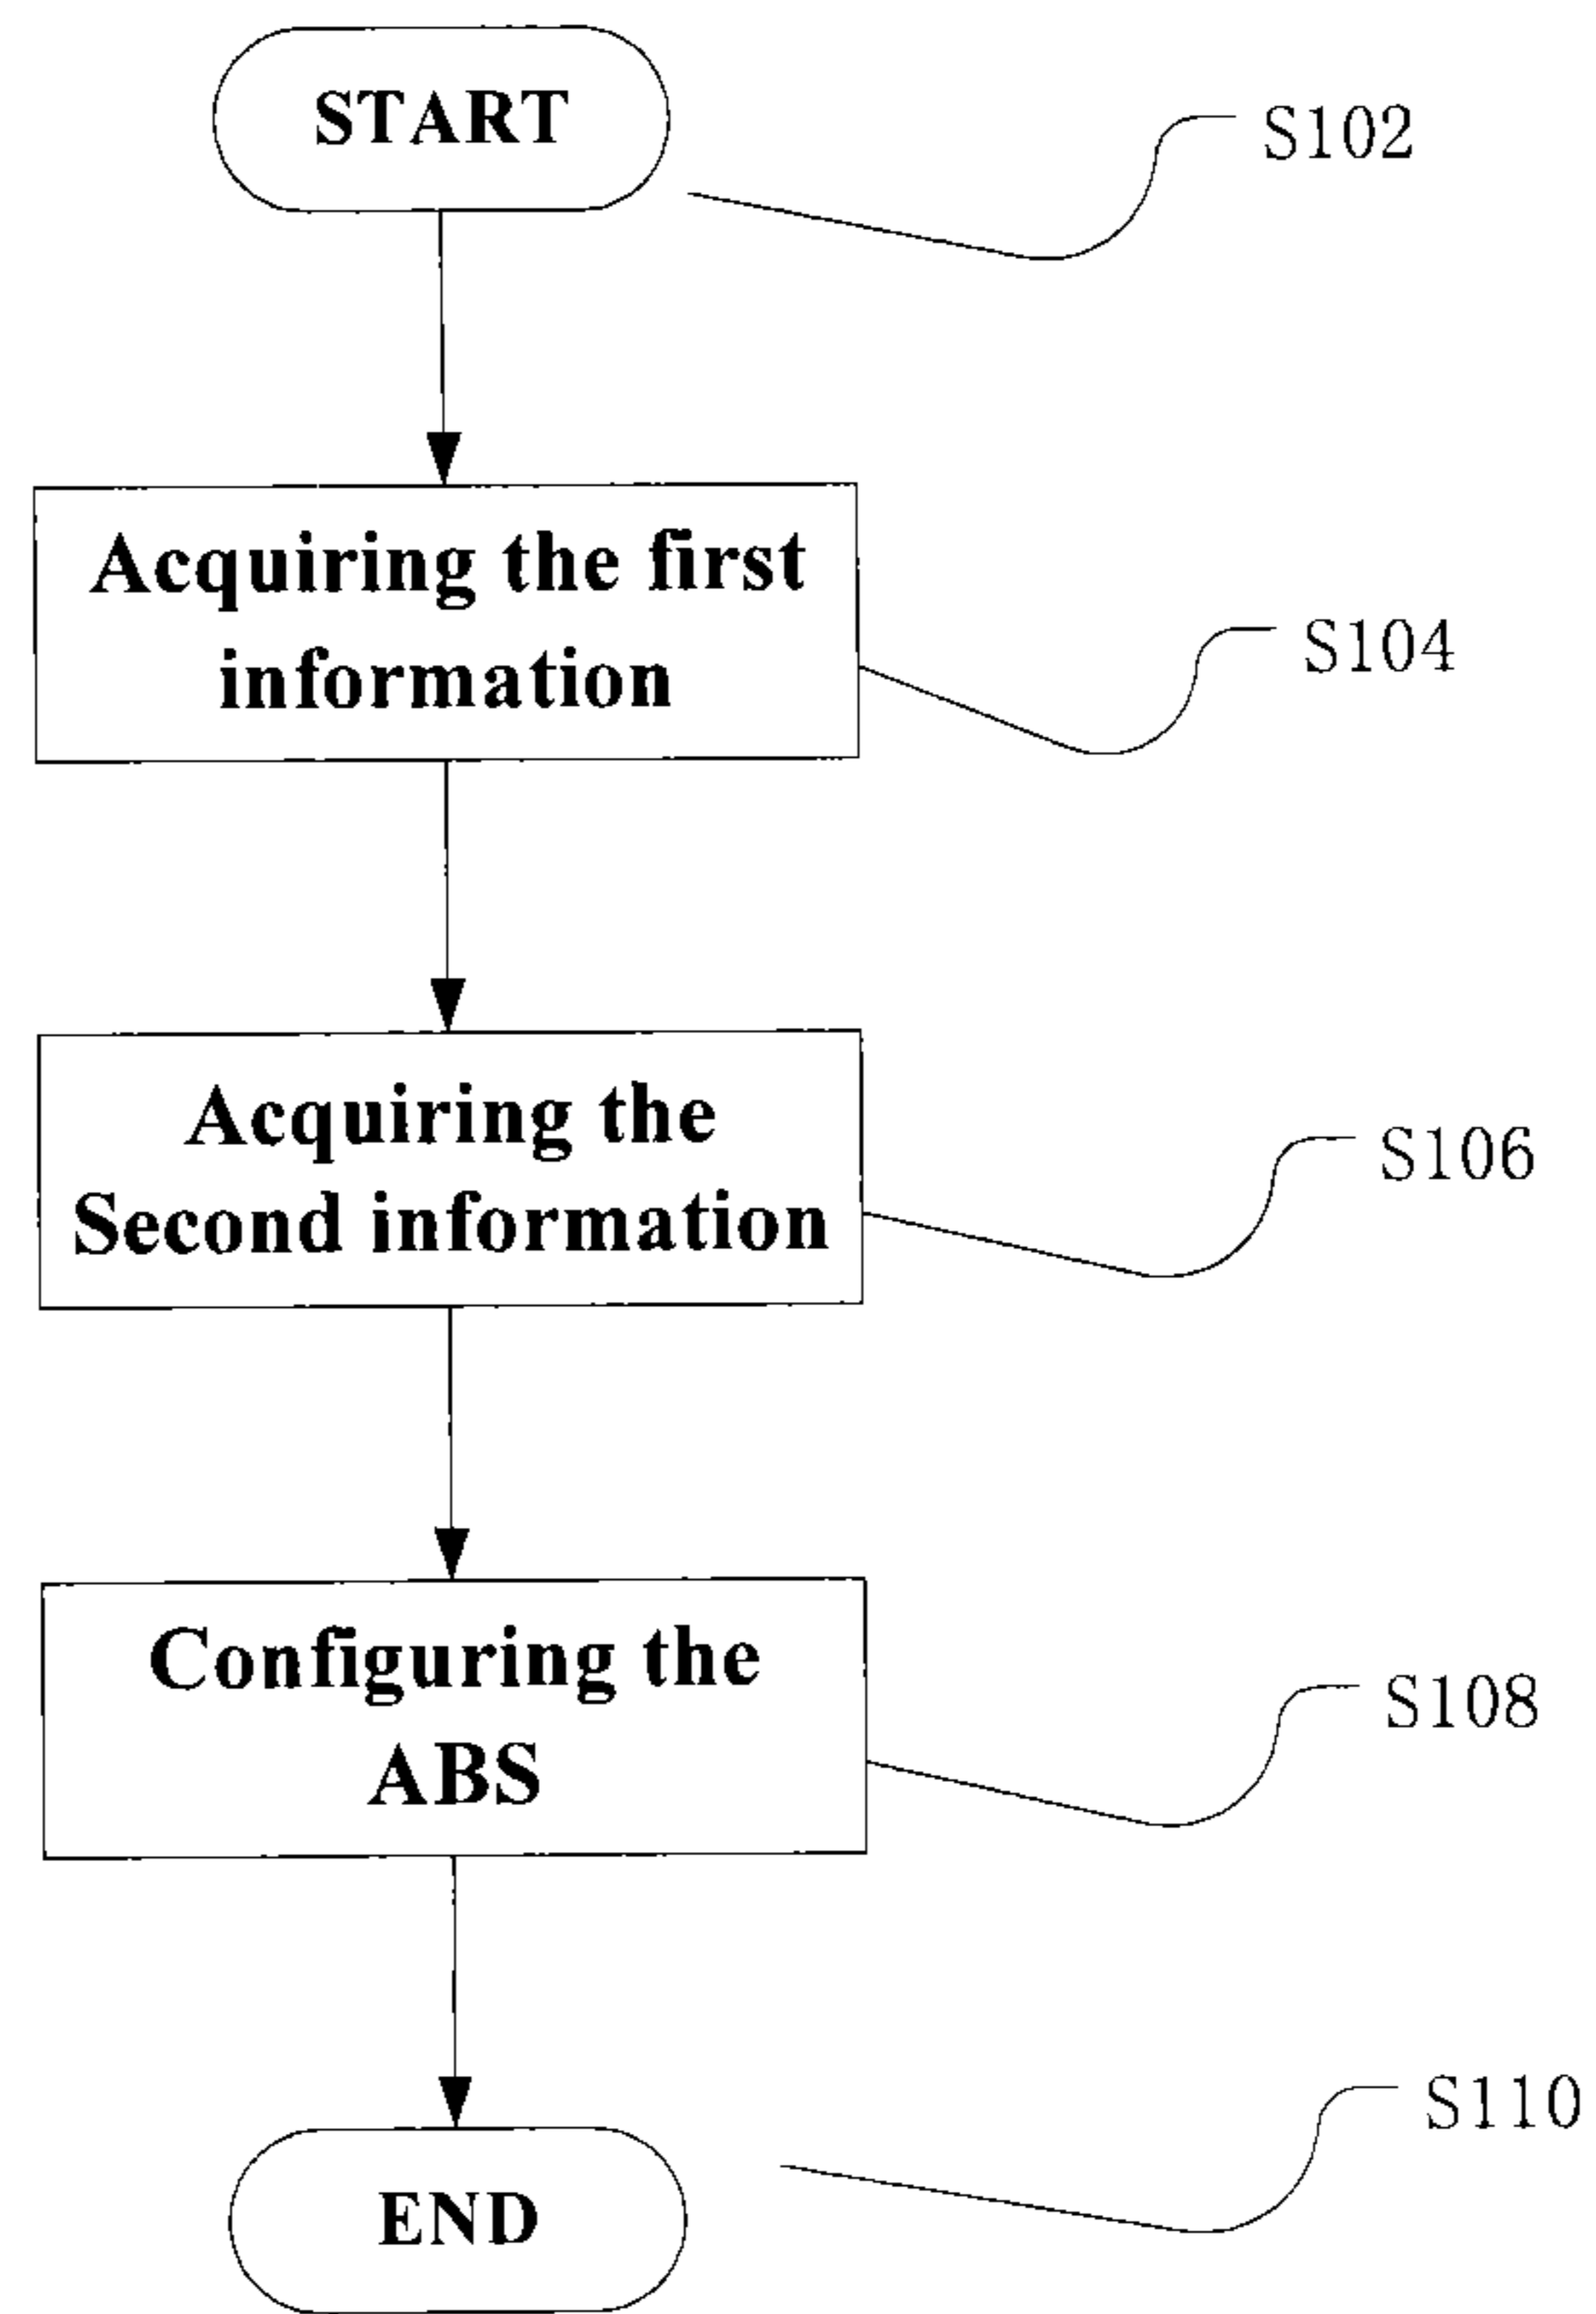 START
S102
Acquiring the first
information
S104
Acquiring the
Second information
S106
Configuring the
ABS
S108
END
S110